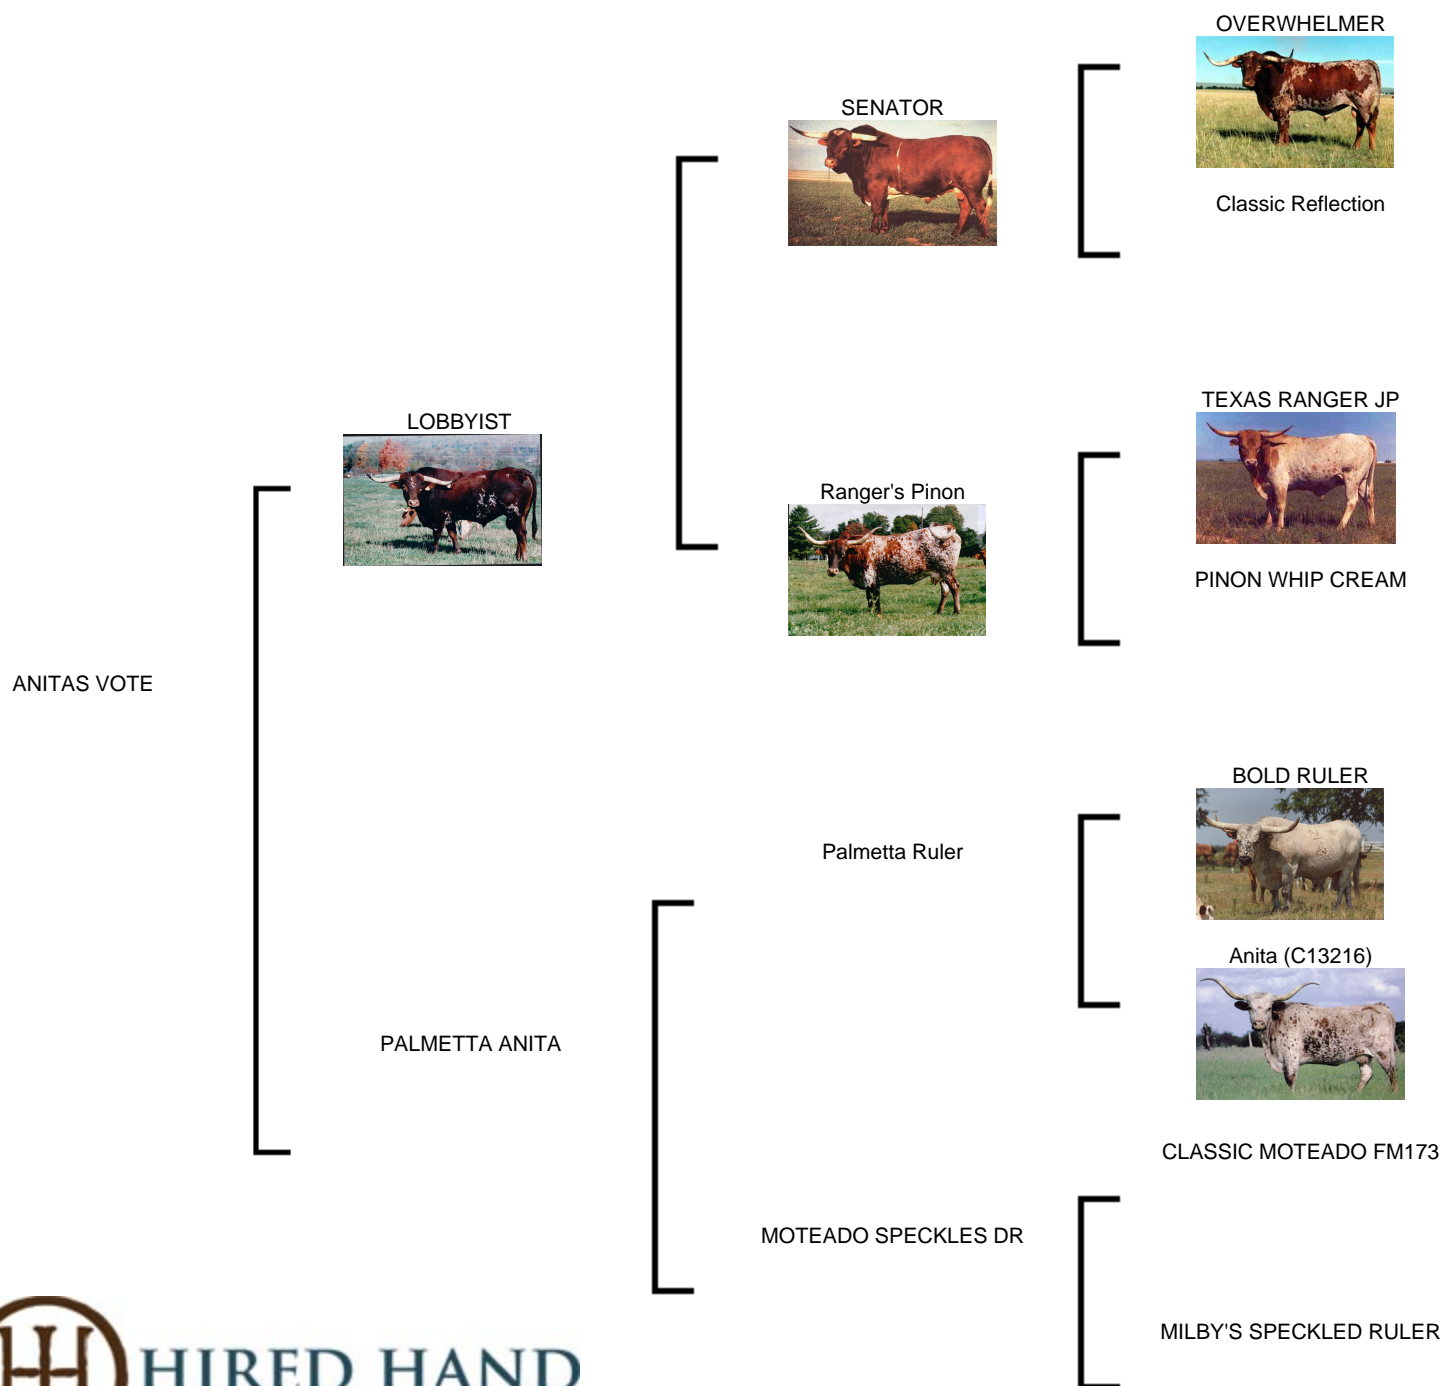 OVERWHELMER
SENATOR
Classic Reflection
TEXAS RANGER JP
LOBBYIST
Ranger's Pinon
PINON WHIP CREAM
ANITAS VOTE
BOLD RULER
Palmetta Ruler
Anita (C13216)
PALMETTA ANITA
CLASSIC MOTEADO FM173
MOTEADO SPECKLES DR
MILBY'S SPECKLED RULER
HIRED HAND